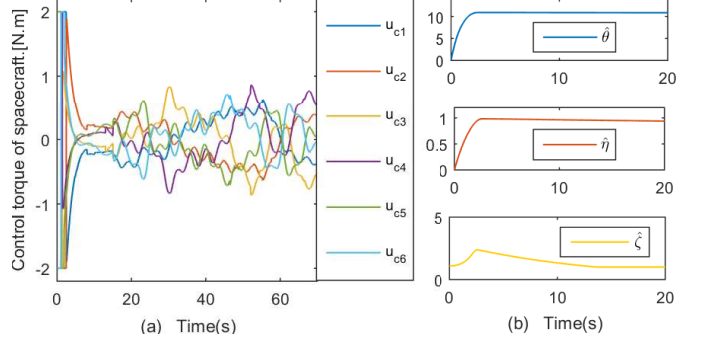 Control torque of spacecraft.[N.m]
2
1
0
-1
-2
0
20
40
60
(a) Time(s)
u_c1
u_c2
u_c3
u_c4
u_c5
u_c6
10
5
0
0
10
20
θ̂
1
0.5
0
0
10
20
η̂
5
0
0
10
20
ζ̂
(b) Time(s)